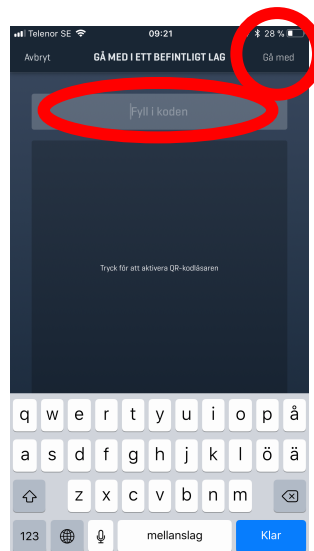 Telenor SE 09:21 28 %
Avbryt GÅ MED I ETT BEFINTLIGT LAG Gå med
Fyll i koden
Tryck för att aktivera QR-kodläsaren
q w e r t y u i o p å
a s d f g h j k l ö ä
z x c v b n m
123 mellanslag Klar